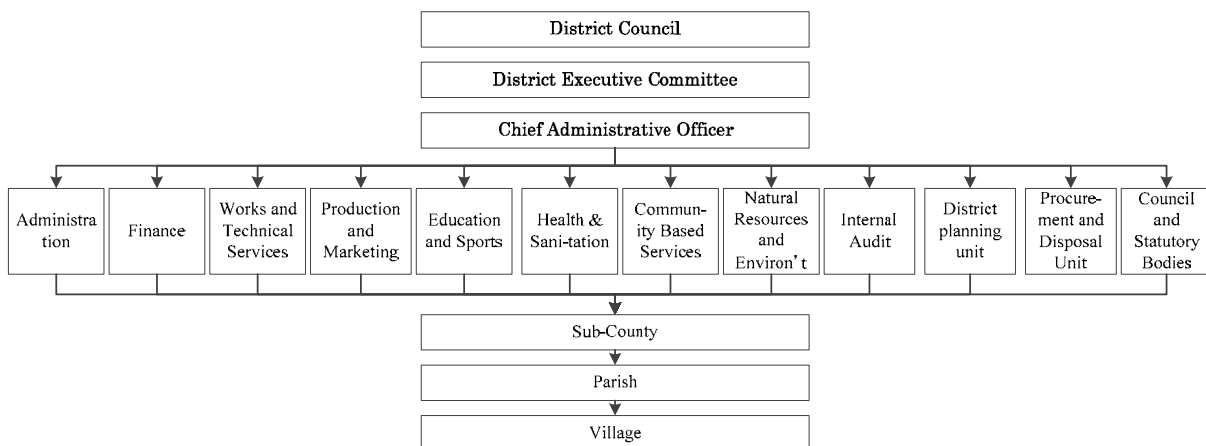 District Council
District Executive Committee
Chief Administrative Officer
Administra
tion
Finance
Works and
Technical
Services
Production
and
Marketing
Education
and Sports
Health &
Sani-tation
Commun-
ity Based
Services
Natural
Resources
and
Environ't
Internal
Audit
District
planning
unit
Procure-
ment and
Disposal
Unit
Council
and
Statutory
Bodies
Sub-County
Parish
Village